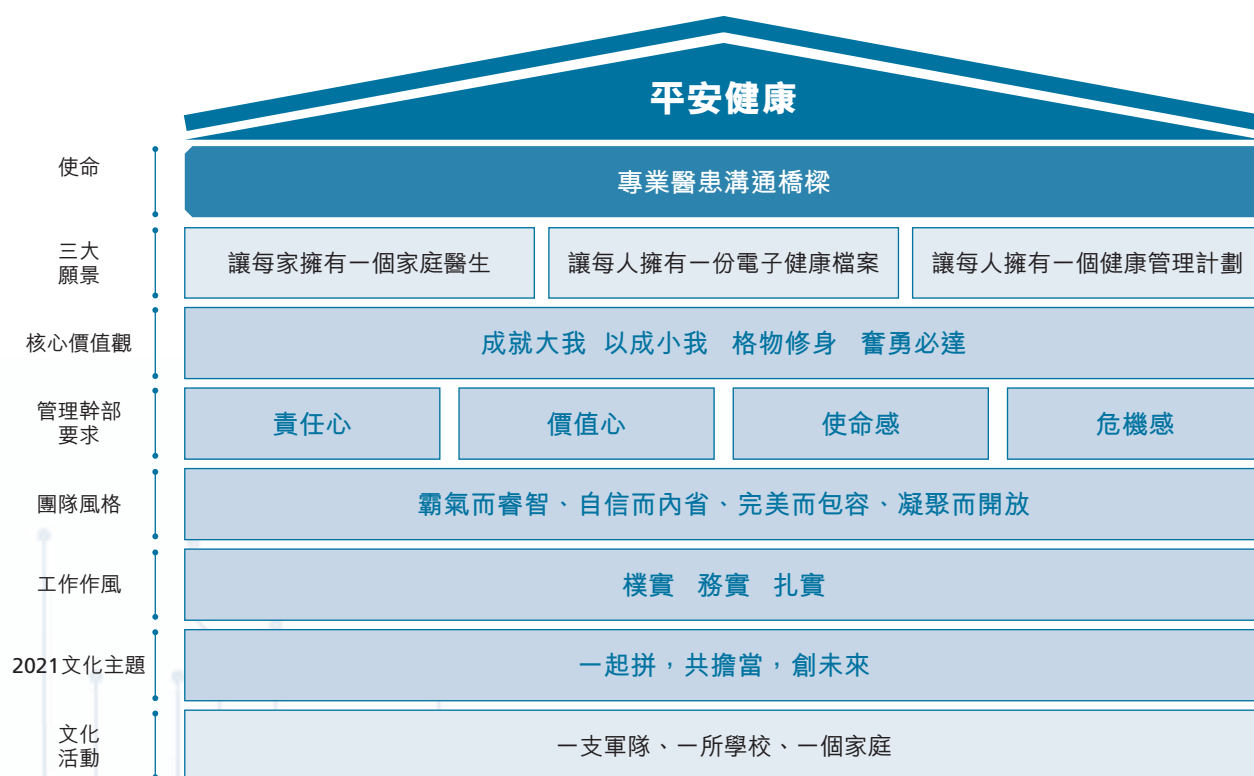 平安健康
使命
專業醫患溝通橋樑
三大
願景
讓每家擁有一個家庭醫生
讓每人擁有一份電子健康檔案
讓每人擁有一個健康管理計劃
核心價值觀
成就大我 以成小我 格物修身 奮勇必達
管理幹部
要求
責任心
價值心
使命感
危機感
團隊風格
霸氣而睿智、自信而內省、完美而包容、凝聚而開放
工作作風
樸實 務實 扎實
2021文化主題
一起拼，共擔當，創未來
文化
活動
一支軍隊、一所學校、一個家庭